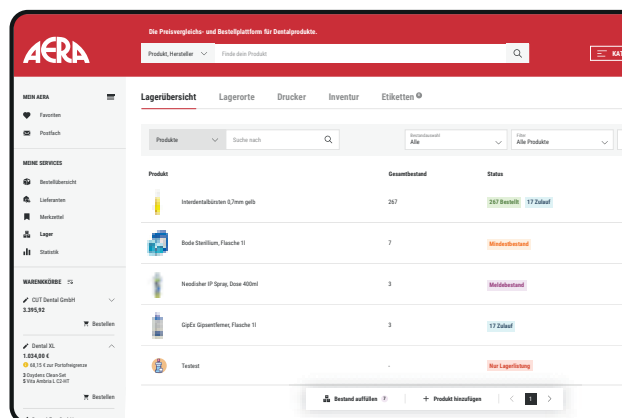 Die Preisvergleichs- und Bestellplattform für Dentalprodukte.
AERA
Produkt, Hersteller
Finde dein Produkt
KAT
MEIN AERA
Favoriten
Postfach
MEINE SERVICES
Bestellübersicht
Lieferanten
Merkzettel
Lager
Statistik
WARENKÖRBE
CUT Dental GmbH
3.395,92
Bestellen
Dental XL
1.034,00 €
68,15 € zur Portofreigrenze
3 Oxydens Clean-Set
5 Vita Ambria L C2-HT
Bestellen
Lagerübersicht Lagerorte Drucker Inventur Etiketten
Produkte
Suche nach
Bestandsauswahl
Alle
Filter
Alle Produkte
Produkt Gesamtbestand Status
Interdentalbürsten 0,7mm gelb 267 267 Bestellt 17 Zulauf
Bode Sterillium, Flasche 1l 7 Mindestbestand
Neodisher IP Spray, Dose 400ml 3 Meldebestand
GipEx Gipsentferner, Flasche 1l 3 17 Zulauf
Testest - Nur Lagerlistung
Bestand auffüllen
+ Produkt hinzufügen
1